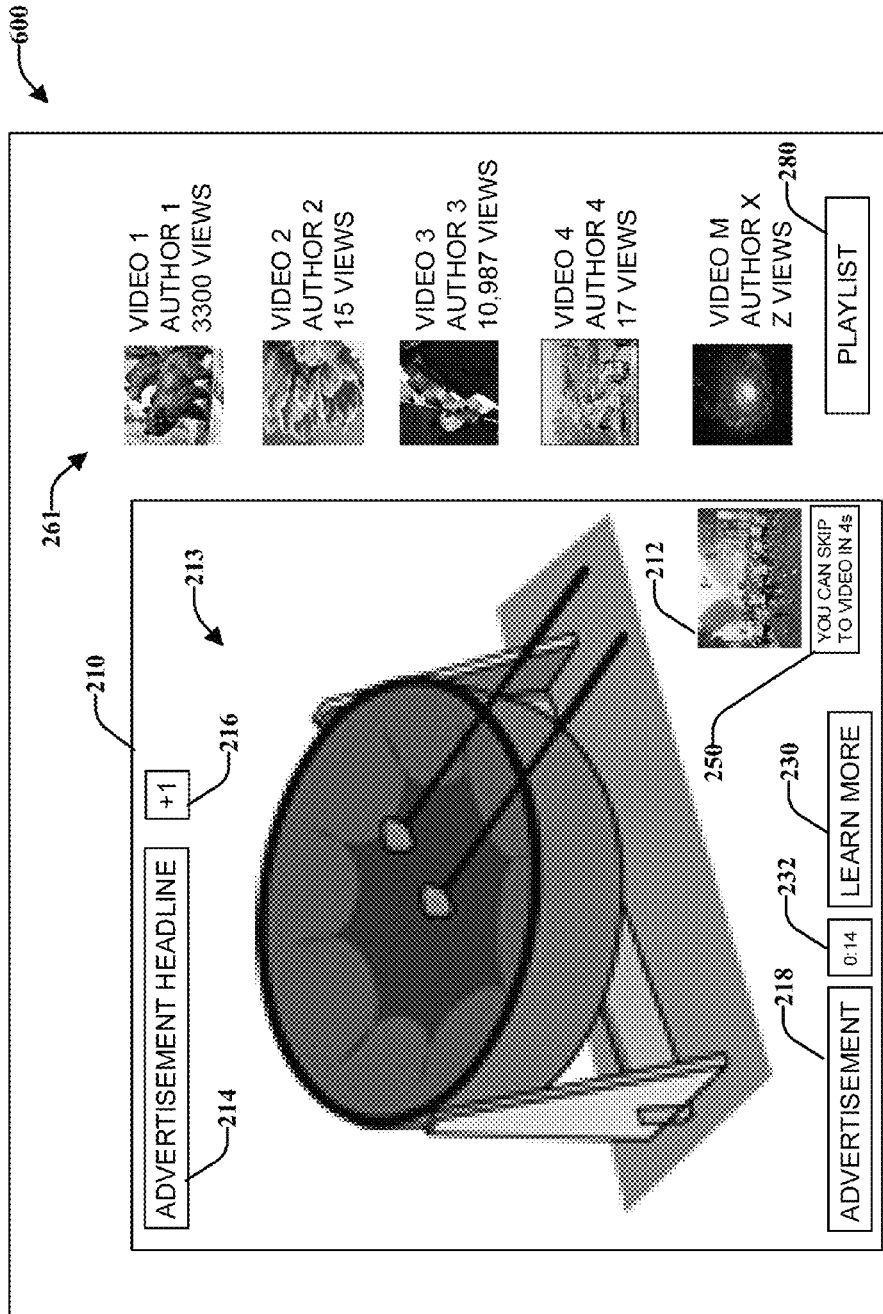 600
261
210
ADVERTISEMENT HEADLINE
+1
214
216
213
212
YOU CAN SKIP
TO VIDEO IN 4s
250
218
232
230
ADVERTISEMENT
0:14
LEARN MORE
VIDEO 1
AUTHOR 1
3300 VIEWS
VIDEO 2
AUTHOR 2
15 VIEWS
VIDEO 3
AUTHOR 3
10,987 VIEWS
VIDEO 4
AUTHOR 4
17 VIEWS
VIDEO M
AUTHOR X
Z VIEWS
280
PLAYLIST